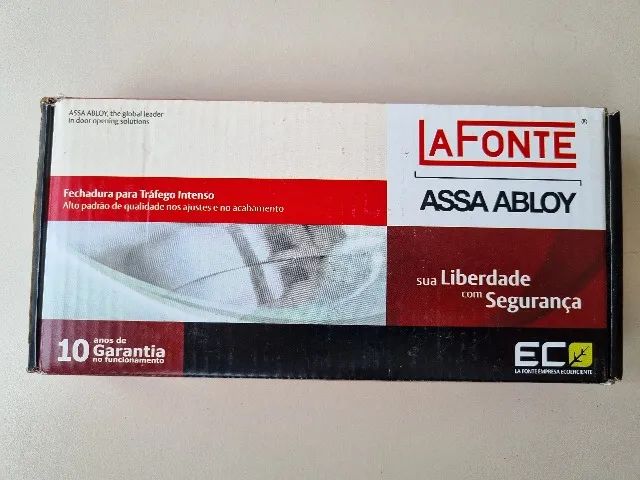 ASSA ABLOY, the global leader
in door opening solutions
LAFONTE®
ASSA ABLOY
Fechadura para Tráfego Intenso
Alto padrão de qualidade nos ajustes e no acabamento
sua Liberdade
com Segurança
10 anos de
Garantia
no funcionamento
ECO
LA FONTE EMPRESA ECOEFICIENTE